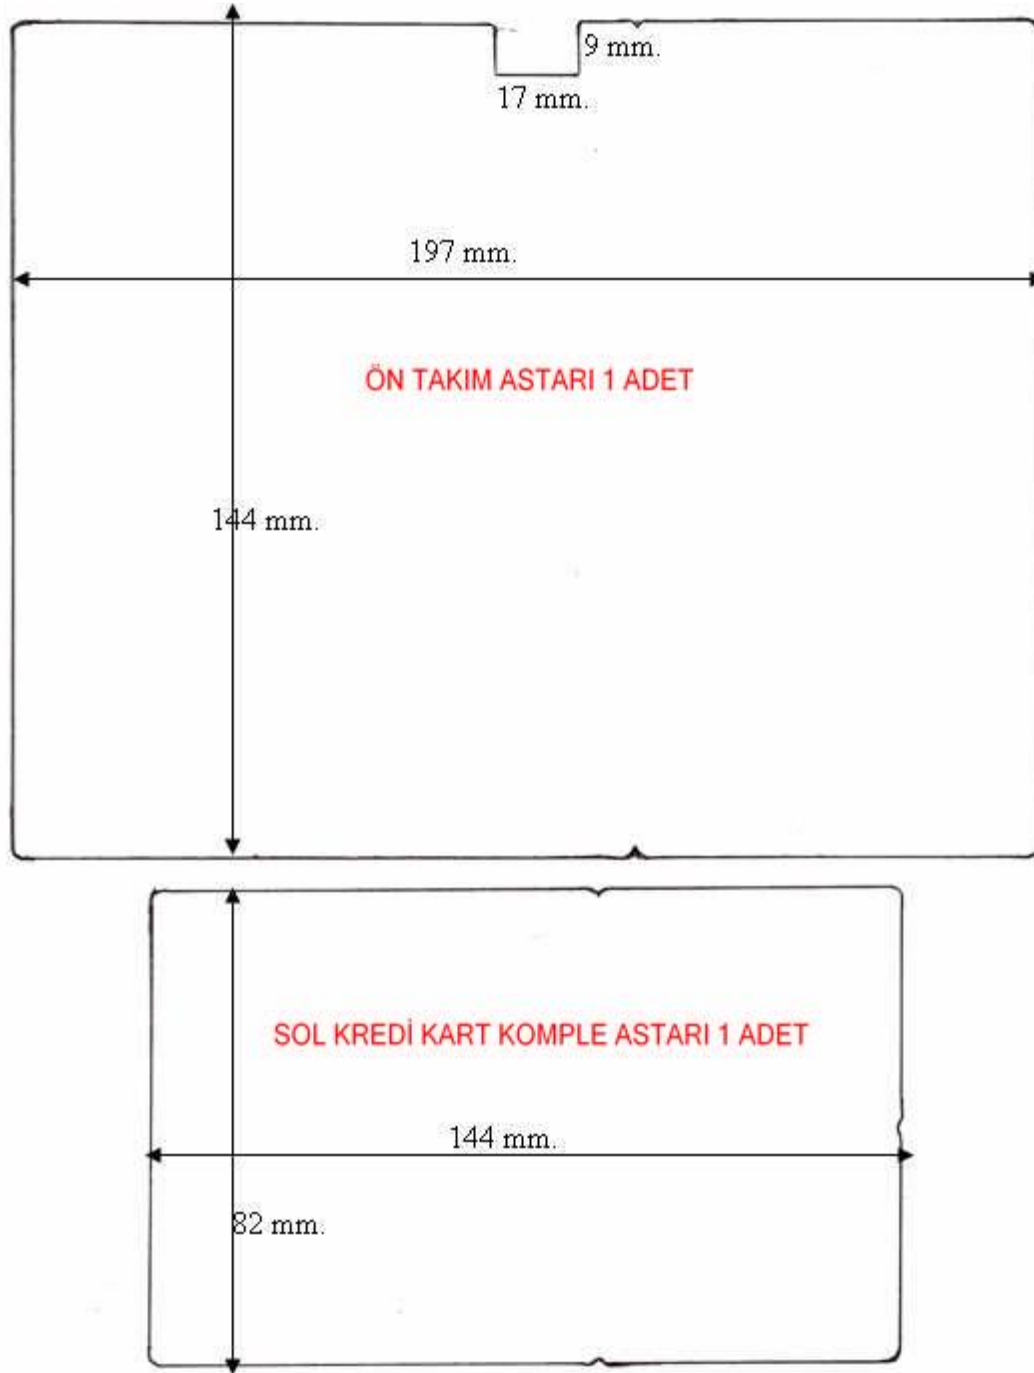 9 mm.
17 mm.
197 mm.
ÖN TAKIM ASTARI 1 ADET
144 mm.
SOL KREDİ KART KOMPLE ASTARI 1 ADET
144 mm.
82 mm.